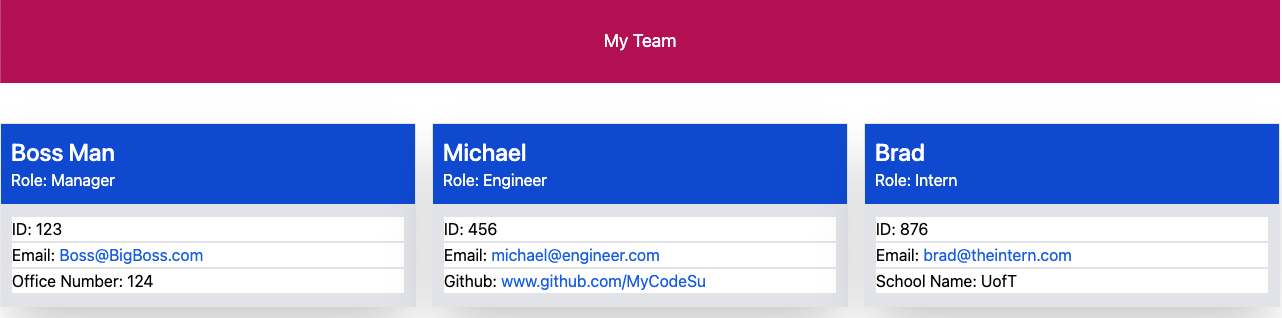 My Team
Boss Man
Role: Manager
ID: 123
Email: Boss@BigBoss.com
Office Number: 124
Michael
Role: Engineer
ID: 456
Email: michael@engineer.com
Github: www.github.com/MyCodeSu
Brad
Role: Intern
ID: 876
Email: brad@theintern.com
School Name: UofT